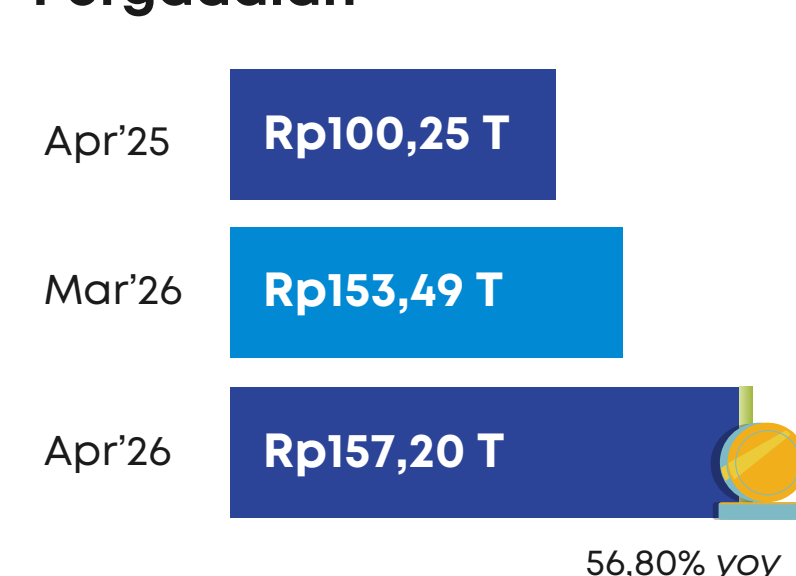 Apr’25
Rp100,25 T
Mar’26
Rp153,49 T
Apr’26
Rp157,20 T
56,80% yoy